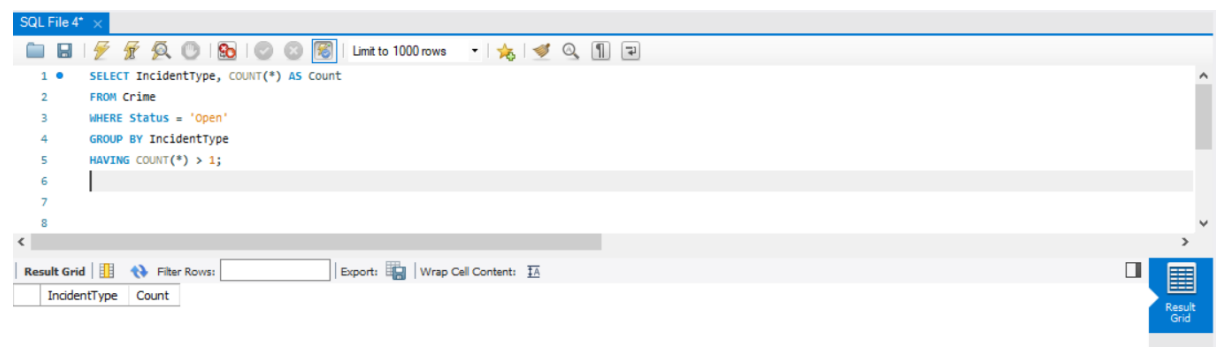 SQL File 4* ×
Limit to 1000 rows
1 SELECT IncidentType, COUNT(*) AS Count
2 FROM Crime
3 WHERE Status = 'Open'
4 GROUP BY IncidentType
5 HAVING COUNT(*) > 1;
6
7
8
Result Grid Filter Rows: Export: Wrap Cell Content: IA
IncidentType Count
Result
Grid